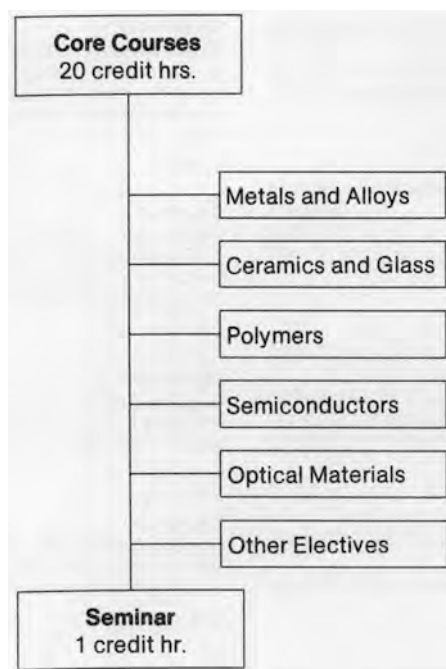 Core Courses
20 credit hrs.
Metals and Alloys
Ceramics and Glass
Polymers
Semiconductors
Optical Materials
Other Electives
Seminar
1 credit hr.